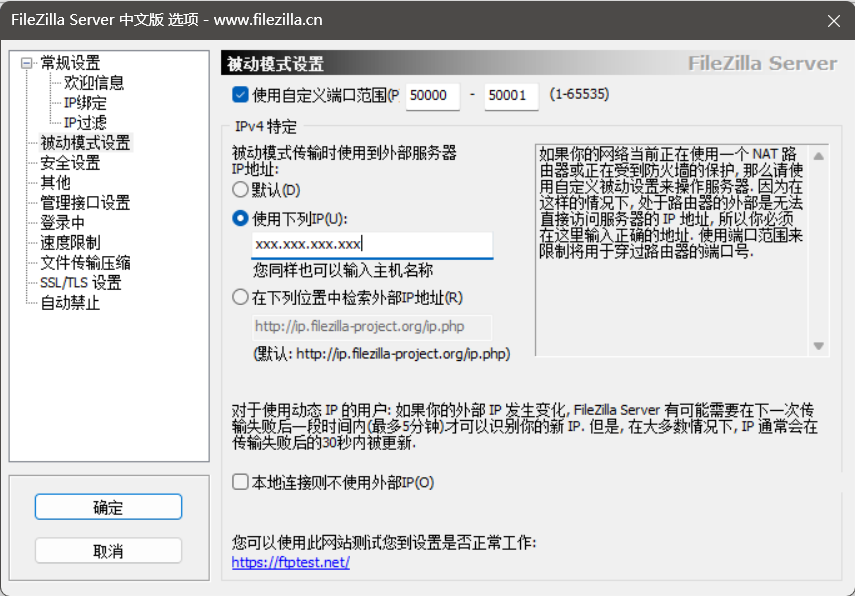 FileZilla Server 中文版 选项 - www.filezilla.cn
常规设置
欢迎信息
IP绑定
IP过滤
被动模式设置
安全设置
其他
管理接口设置
登录中
速度限制
文件传输压缩
SSL/TLS 设置
自动禁止
确定
取消
被动模式设置
FileZilla Server
使用自定义端口范围(P 50000 - 50001 (1-65535)
IPv4 特定
被动模式传输时使用到外部服务器
IP地址:
默认(D)
使用下列IP(U):
xxx.xxx.xxx.xxx
您同样也可以输入主机名称
在下列位置中检索外部IP地址(R)
http://ip.filezilla-project.org/ip.php
(默认: http://ip.filezilla-project.org/ip.php)
如果你的网络当前正在使用一个 NAT 路
由器或正在受到防火墙的保护, 那么请使
用自定义被动设置来操作服务器. 因为在
这样的情况下, 处于路由器的外部是无法
直接访问服务器的 IP 地址, 所以你必须
在这里输入正确的地址. 使用端口范围来
限制将用于穿过路由器的端口号.
对于使用动态 IP 的用户: 如果你的外部 IP 发生变化, FileZilla Server 有可能需要在下一次传
输失败后一段时间内(最多5分钟)才可以识别你的新 IP. 但是, 在大多数情况下, IP 通常会在
传输失败后的30秒内被更新.
本地连接则不使用外部IP(O)
您可以使用此网站测试您到设置是否正常工作:
https://ftptest.net/